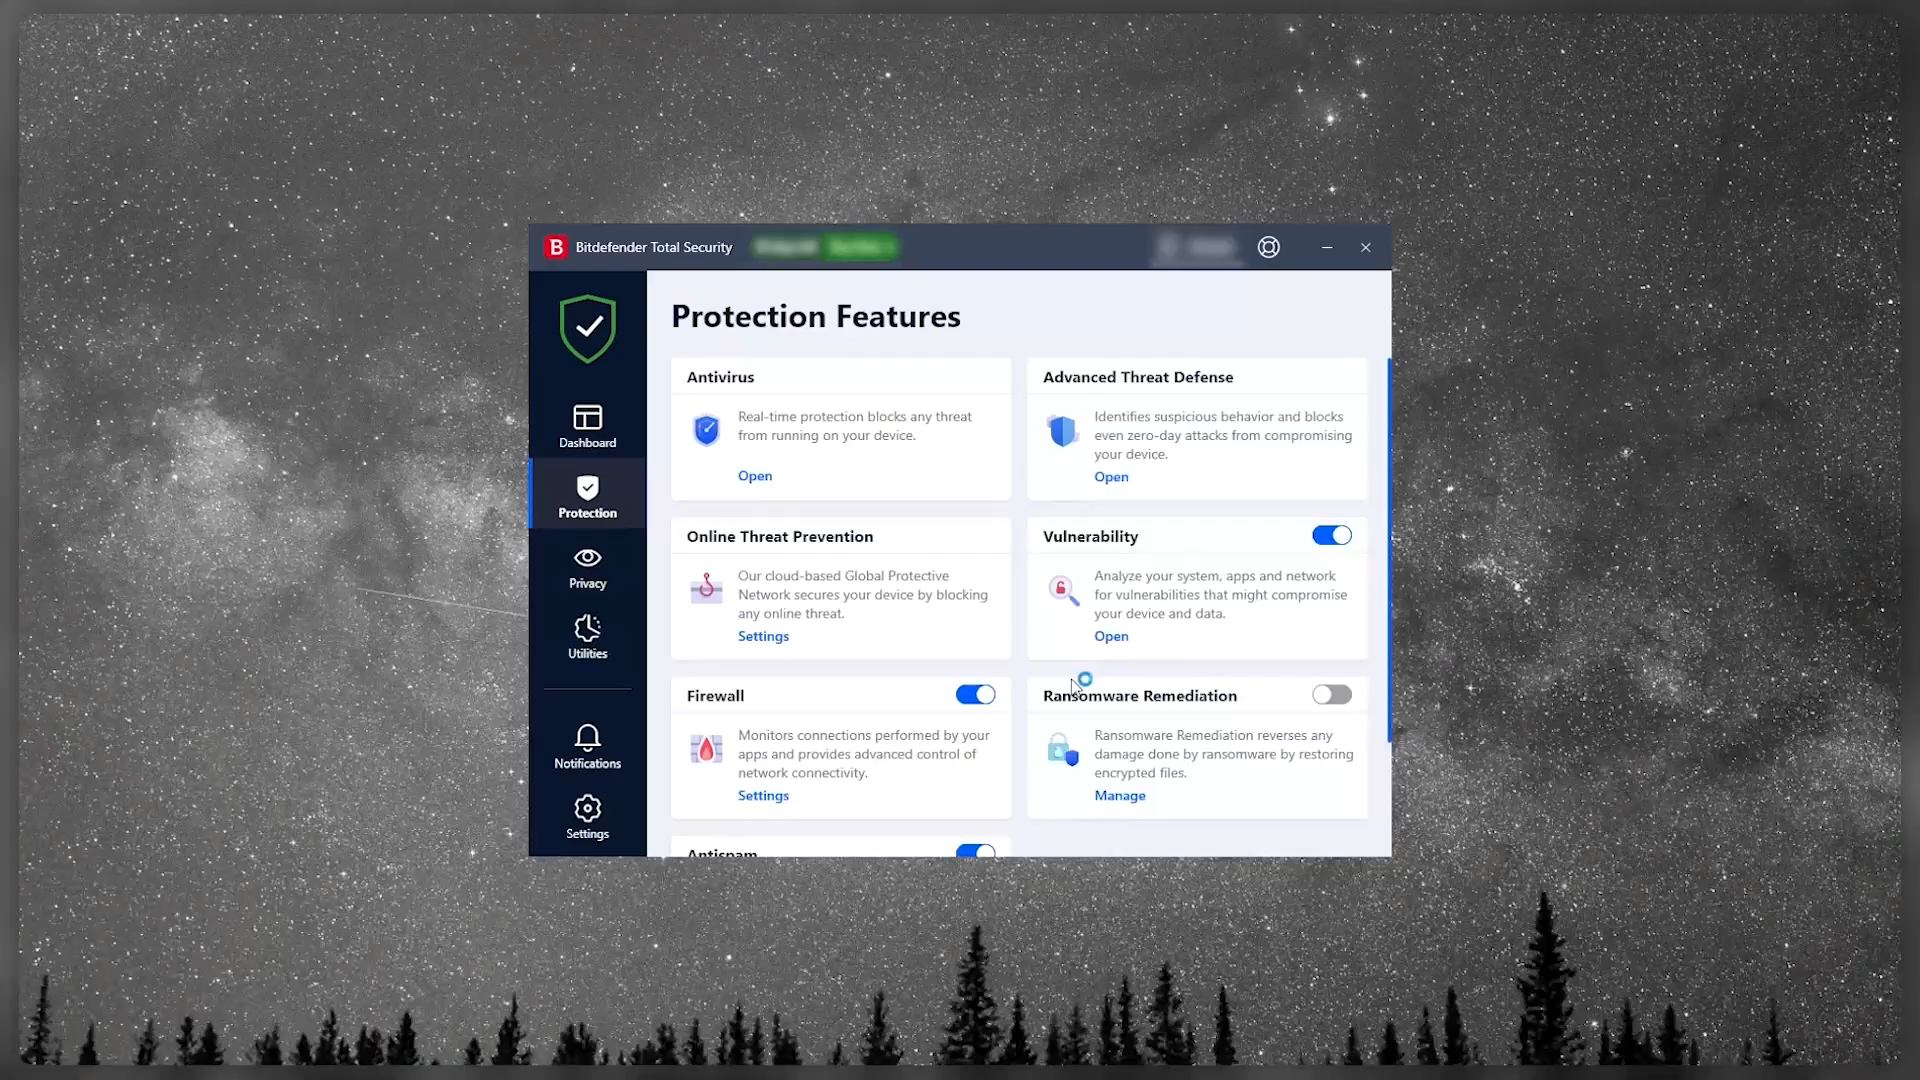 B Bitdefender Total Security
Dashboard
Protection
Privacy
Utilities
Notifications
Settings
Protection Features
Antivirus
Real-time protection blocks any threat
from running on your device.
Open
Advanced Threat Defense
Identifies suspicious behavior and blocks
even zero-day attacks from compromising
your device.
Open
Online Threat Prevention
Our cloud-based Global Protective
Network secures your device by blocking
any online threat.
Settings
Vulnerability
Analyze your system, apps and network
for vulnerabilities that might compromise
your device and data.
Open
Firewall
Monitors connections performed by your
apps and provides advanced control of
network connectivity.
Settings
Ransomware Remediation
Ransomware Remediation reverses any
damage done by ransomware by restoring
encrypted files.
Manage
Antispam